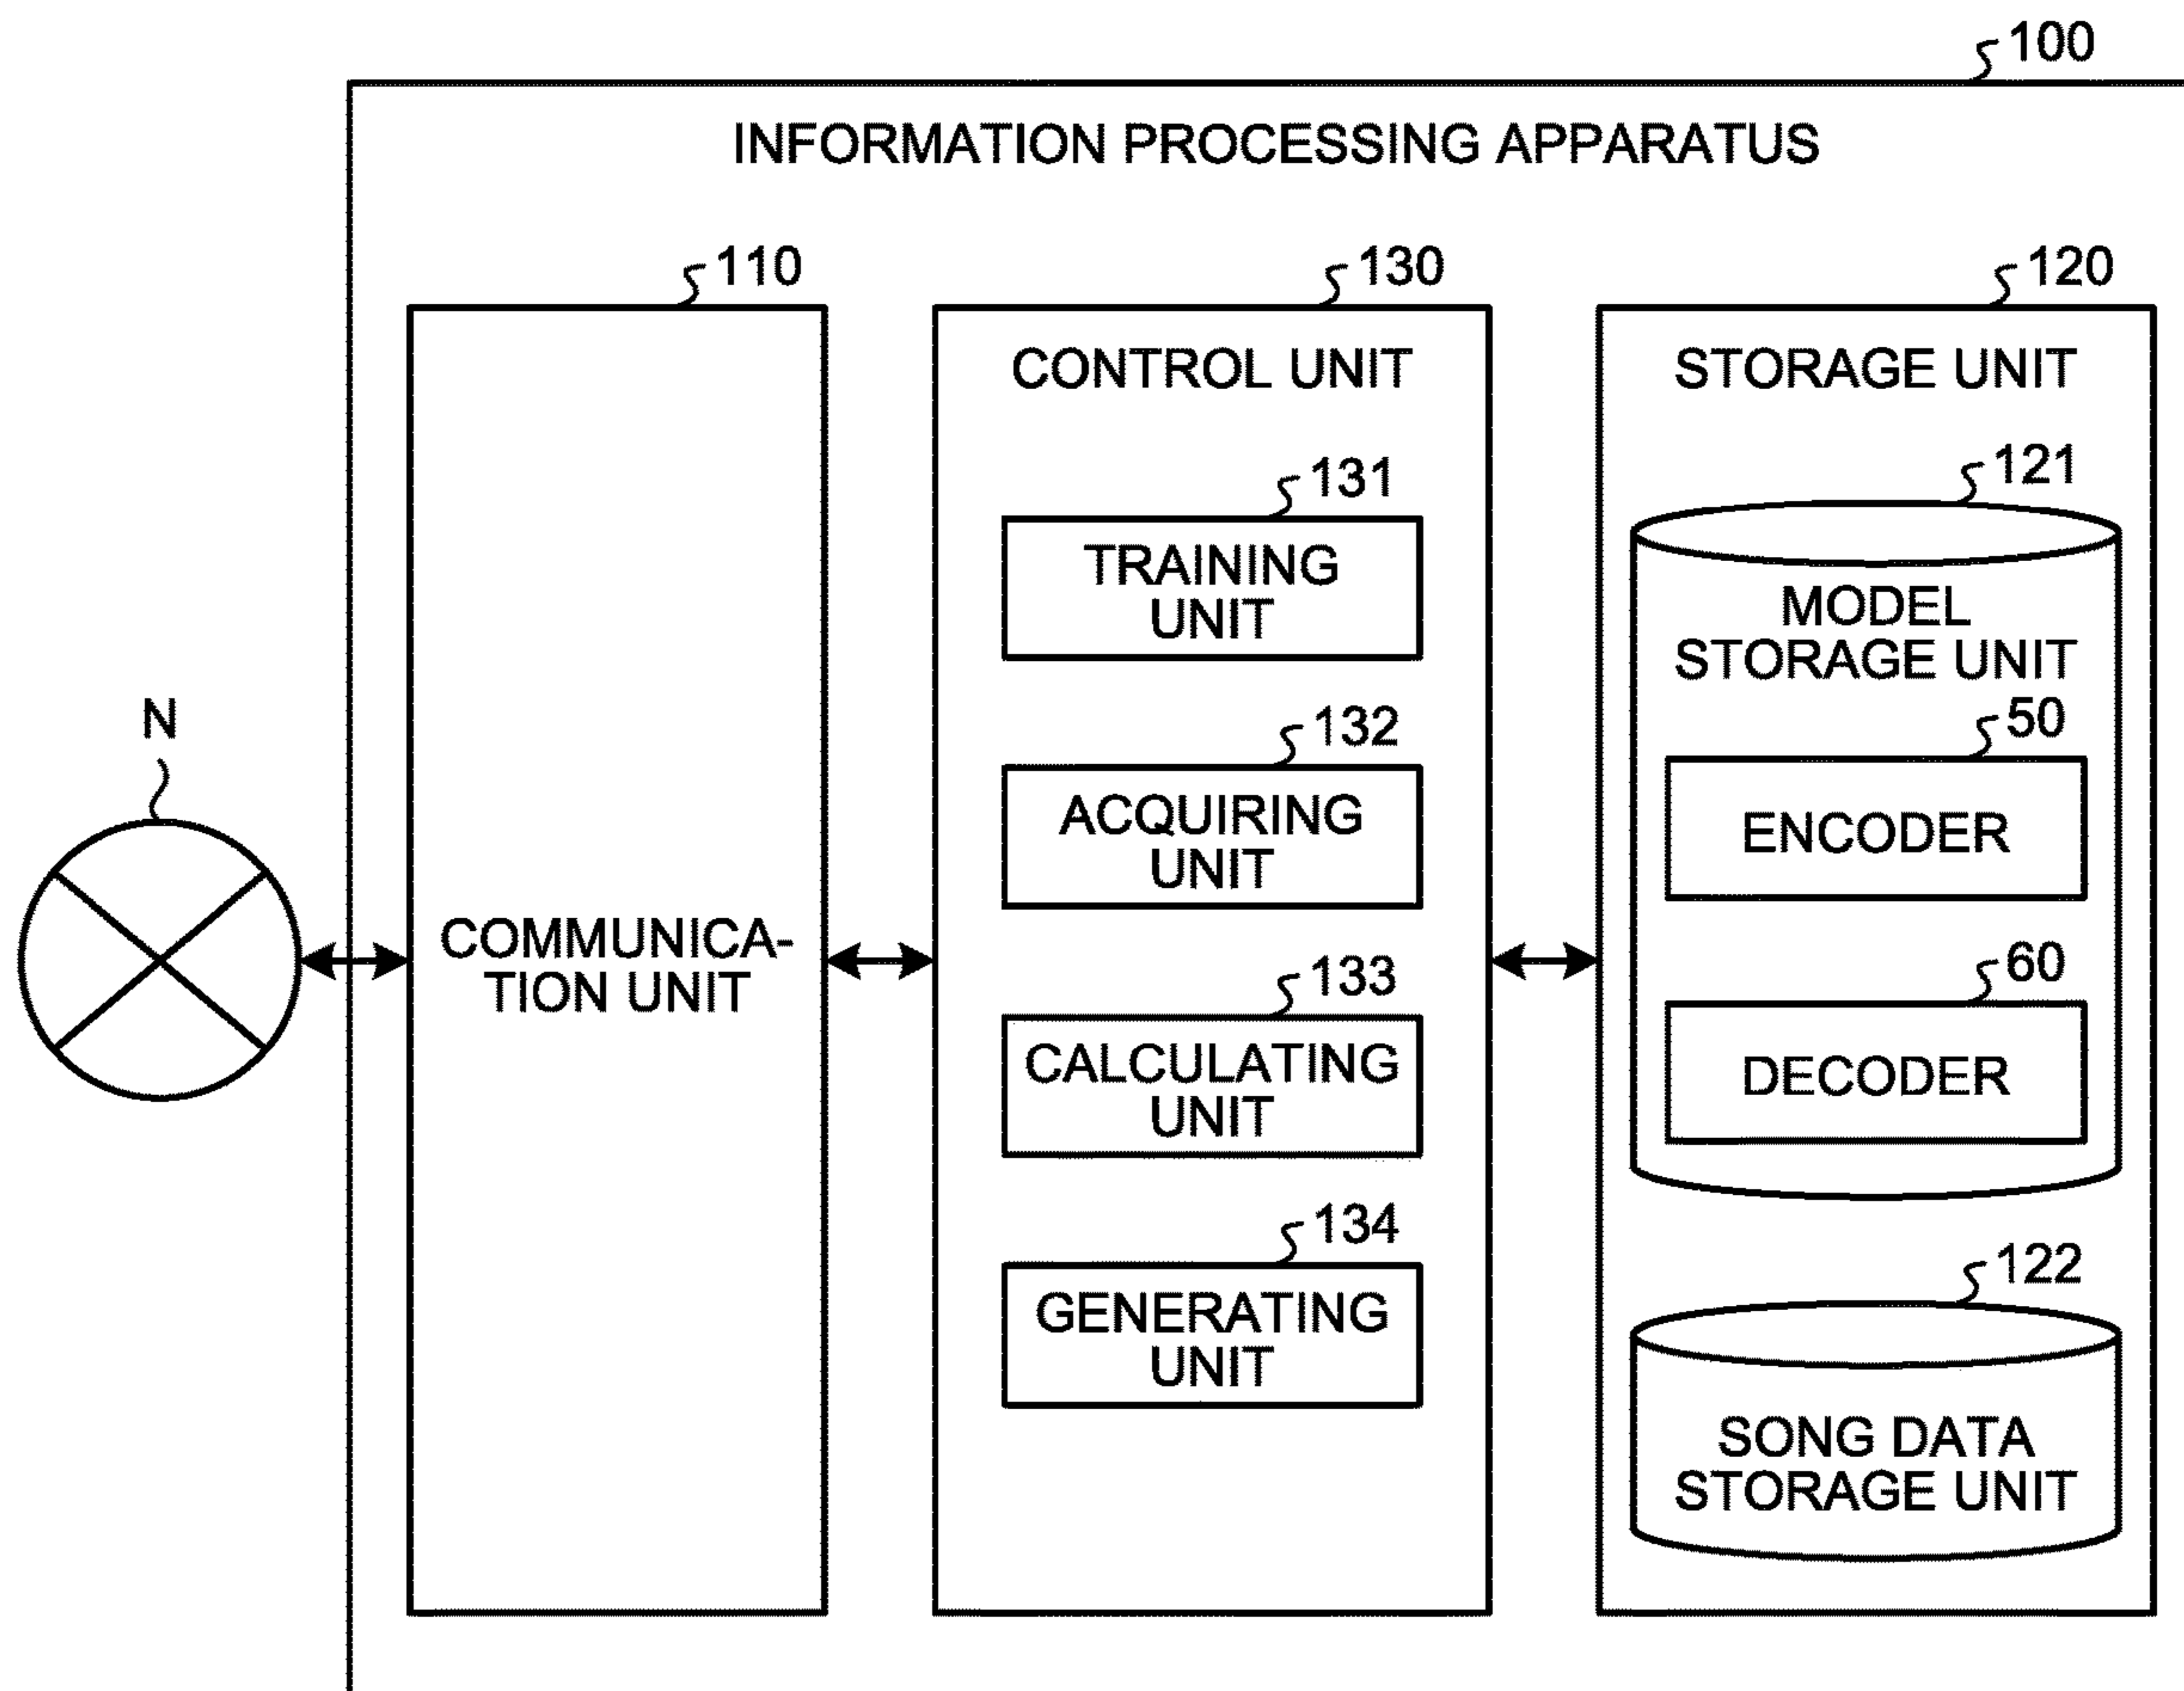 100
INFORMATION PROCESSING APPARATUS
110
COMMUNICA-
TION UNIT
130
CONTROL UNIT
131
TRAINING
UNIT
132
ACQUIRING
UNIT
133
CALCULATING
UNIT
134
GENERATING
UNIT
120
STORAGE UNIT
121
MODEL
STORAGE UNIT
50
ENCODER
60
DECODER
122
SONG DATA
STORAGE UNIT
N